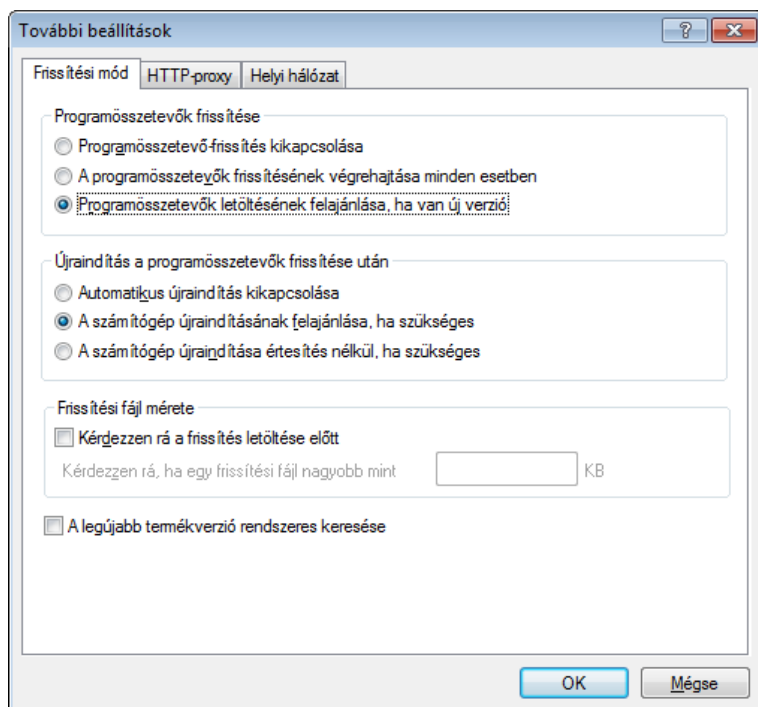 További beállítások
Frissítési mód
HTTP-proxy
Helyi hálózat
Programösszetevők frissítése
Programösszetevő-frissítés kikapcsolása
A programösszetevők frissítésének végrehajtása minden esetben
Programösszetevők letöltésének felajánlása, ha van új verzió
Újraindítás a programösszetevők frissítése után
Automatikus újraindítás kikapcsolása
A számítógép újraindításának felajánlása, ha szükséges
A számítógép újraindítása értesítés nélkül, ha szükséges
Frissítési fájl mérete
Kérdezzen rá a frissítés letöltése előtt
Kérdezzen rá, ha egy frissítési fájl nagyobb mint
KB
A legújabb termékverzió rendszeres keresése
OK
Mégse